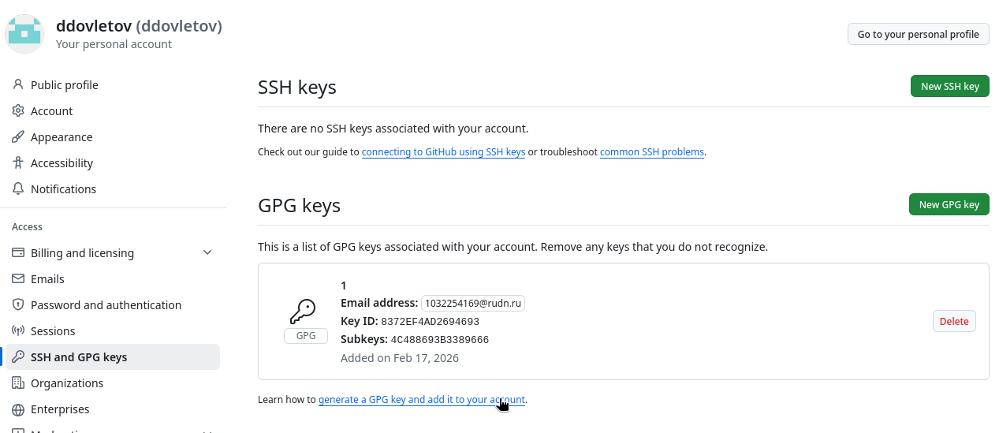 ddovletov (ddovletov)
Your personal account
Go to your personal profile
Public profile
Account
Appearance
Accessibility
Notifications
Access
Billing and licensing
Emails
Password and authentication
Sessions
SSH and GPG keys
Organizations
Enterprises
SSH keys
New SSH key
There are no SSH keys associated with your account.
Check out our guide to connecting to GitHub using SSH keys or troubleshoot common SSH problems.
GPG keys
New GPG key
This is a list of GPG keys associated with your account. Remove any keys that you do not recognize.
GPG
1
Email address: 1032254169@rudn.ru
Key ID: 8372EF4AD2694693
Subkeys: 4C488693B3389666
Added on Feb 17, 2026
Delete
Learn how to generate a GPG key and add it to your account.